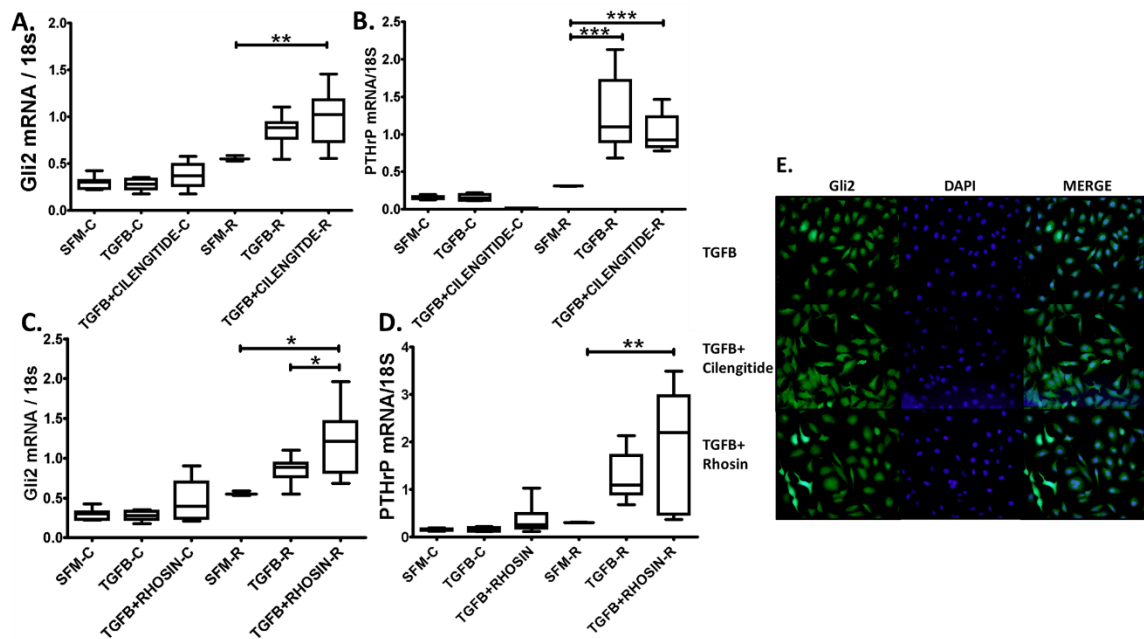 A.
Gli2 mRNA / 18s
2.0
1.5
1.0
0.5
0.0
**
SFM-C
TGFB-C
TGFB+CILENGITIDE-C
SFM-R
TGFB-R
TGFB+CILENGITDE-R
B.
PTHrP mRNA/18S
2.5
2.0
1.5
1.0
0.5
0.0
***
***
SFM-C
TGFB-C
TGFB+CILENGITIDE-C
SFM-R
TGFB-R
TGFB+CILENGITIDE-R
C.
Gli2 mRNA / 18s
2.5
2.0
1.5
1.0
0.5
0.0
*
*
SFM-C
TGFB-C
TGFB+RHOSIN-C
SFM-R
TGFB-R
TGFB+RHOSIN-R
D.
PTHrP mRNA/18S
4
3
2
1
0
**
SFM-C
TGFB-C
TGFB+RHOSIN
SFM-R
TGFB-R
TGFB+RHOSIN-R
E.
Gli2 DAPI MERGE
TGFB
TGFB+
Cilengitide
TGFB+
Rhosin